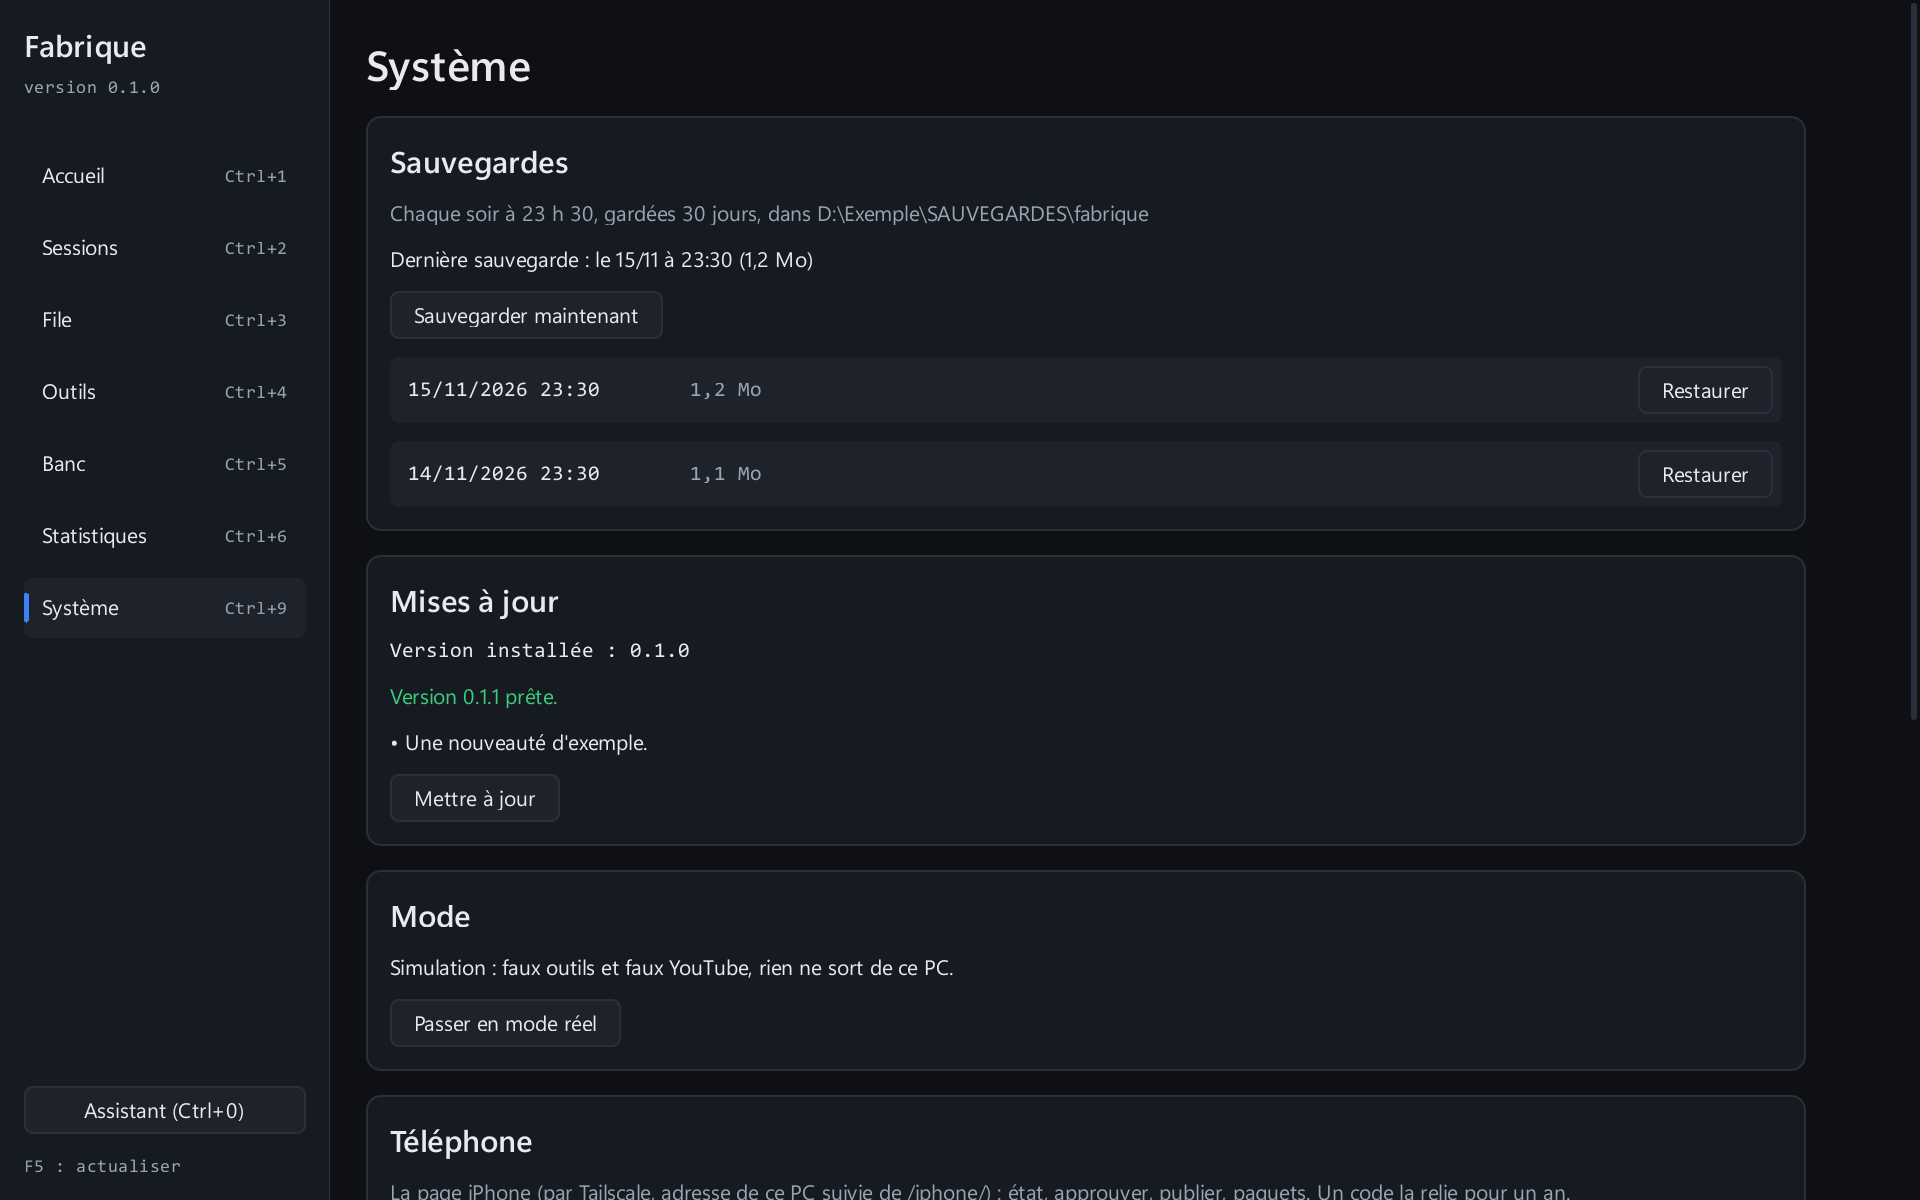 Fabrique
version 0.1.0
Accueil Ctrl+1
Sessions Ctrl+2
File Ctrl+3
Outils Ctrl+4
Banc Ctrl+5
Statistiques Ctrl+6
Système Ctrl+9
Assistant (Ctrl+0)
F5 : actualiser
Système
Sauvegardes
Chaque soir à 23 h 30, gardées 30 jours, dans D:\Exemple\SAUVEGARDES\fabrique
Dernière sauvegarde : le 15/11 à 23:30 (1,2 Mo)
Sauvegarder maintenant
15/11/2026 23:30 1,2 Mo Restaurer
14/11/2026 23:30 1,1 Mo Restaurer
Mises à jour
Version installée : 0.1.0
Version 0.1.1 prête.
• Une nouveauté d'exemple.
Mettre à jour
Mode
Simulation : faux outils et faux YouTube, rien ne sort de ce PC.
Passer en mode réel
Téléphone
La page iPhone (par Tailscale, adresse de ce PC suivie de /iphone/) : état, approuver, publier, paquets. Un code la relie pour un an.